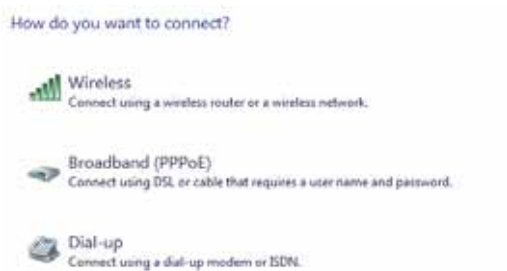 How do you want to connect?
Wireless
Connect using a wireless router or a wireless network.
Broadband (PPPoE)
Connect using DSL or cable that requires a user name and password.
Dial-up
Connect using a dial-up modem or ISDN.